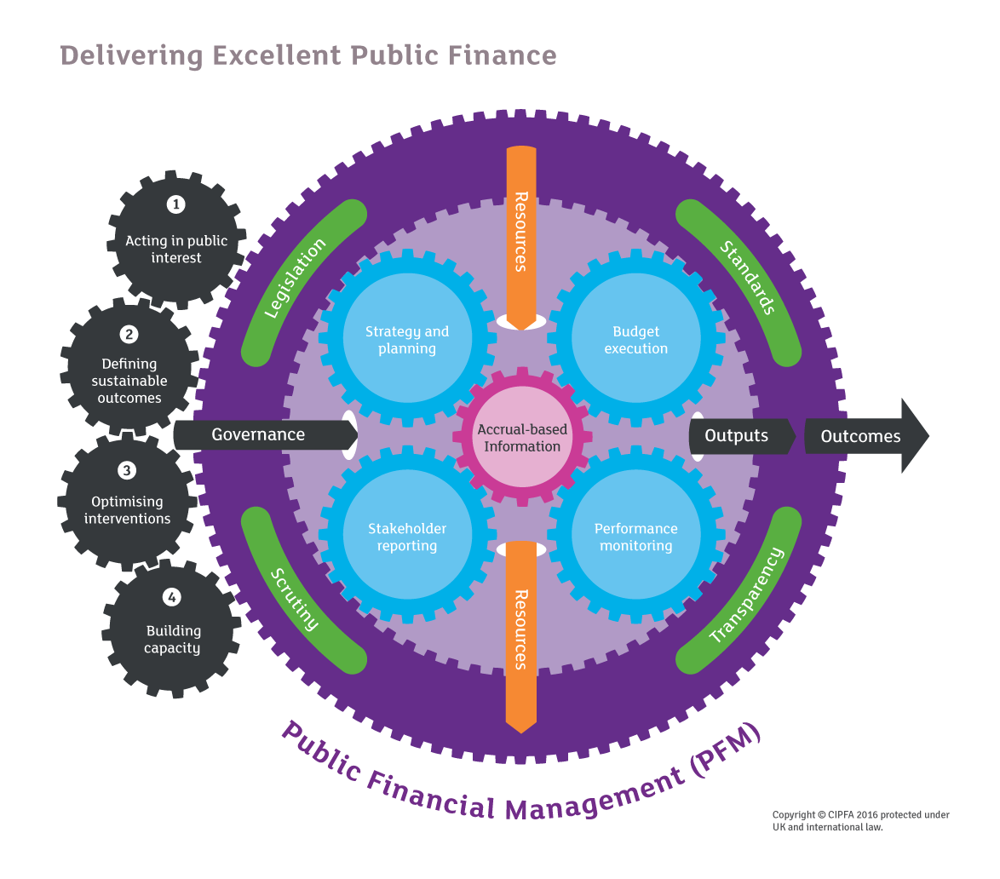 Delivering Excellent Public Finance
1
Acting in public
interest
2
Defining
sustainable
outcomes
3
Optimising
interventions
4
Building
capacity
Governance
Legislation
Standards
Scrutiny
Transparency
Resources
Strategy and
planning
Budget
execution
Accrual-based
Information
Stakeholder
reporting
Performance
monitoring
Resources
Outputs
Outcomes
Public Financial Management (PFM)
Copyright © CIPFA 2016 protected under
UK and international law.